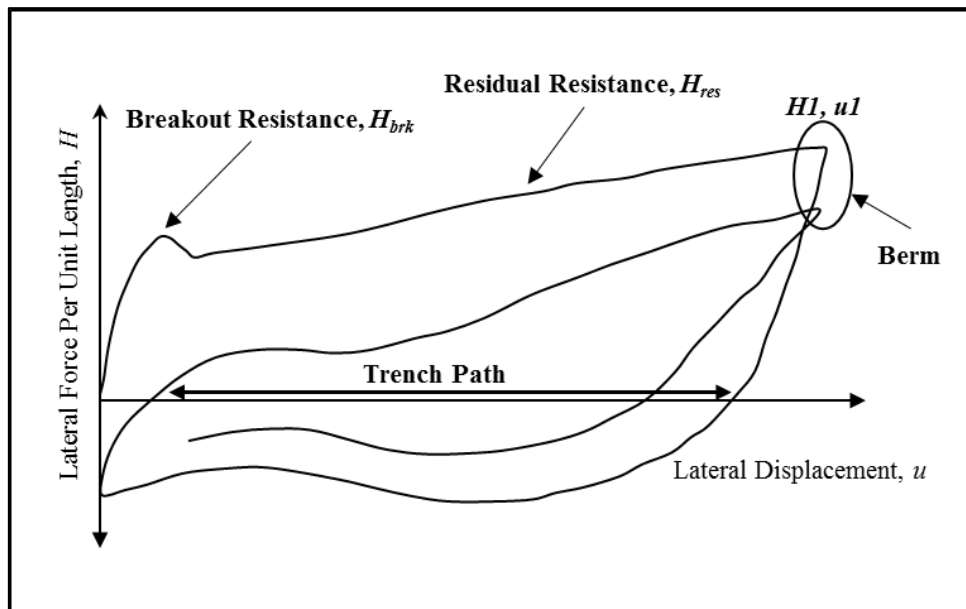 Residual Resistance, Hres
H1, u1
Breakout Resistance, Hbrk
Lateral Force Per Unit Length, H
Berm
Trench Path
Lateral Displacement, u